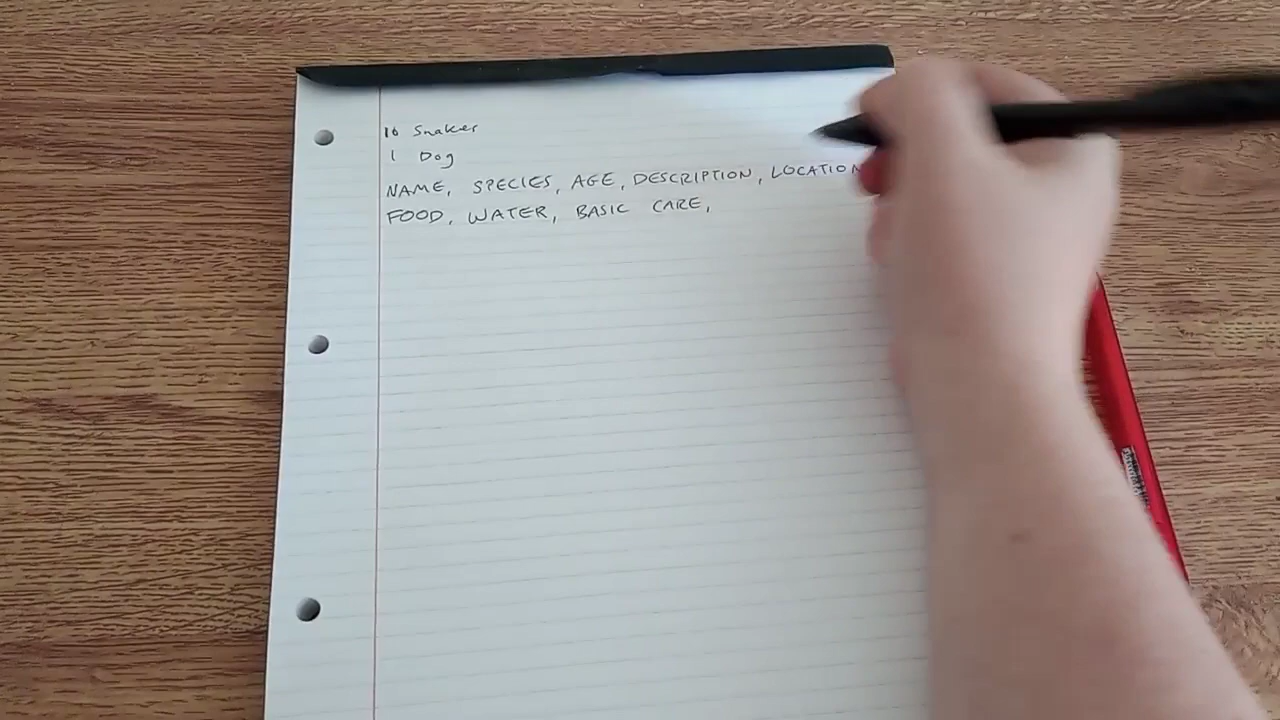 16 Snakes
1 Dog
NAME, SPECIES, AGE, DESCRIPTION, LOCATION
FOOD, WATER, BASIC CARE,